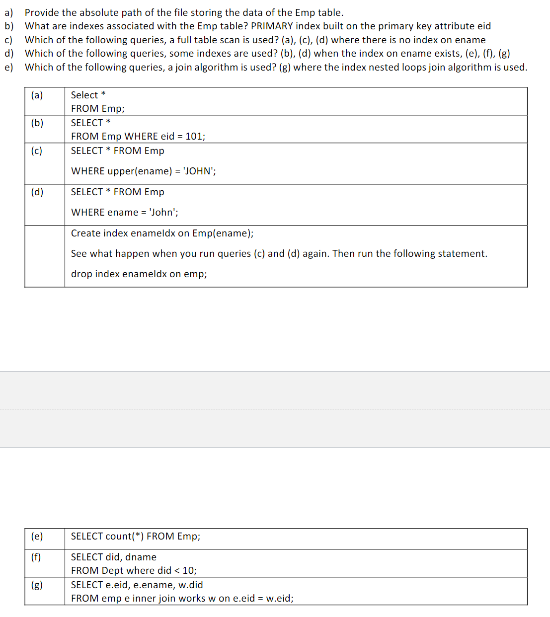 a) Provide the absolute path of the file storing the data of the Emp table.
b) What are indexes associated with the Emp table? PRIMARY index built on the primary key attribute eid
c) Which of the following queries, a full table scan is used? (a), (c), (d) where there is no index on ename
d) Which of the following queries, some indexes are used? (b), (d) when the index on ename exists, (e), (f), (g)
e) Which of the following queries, a join algorithm is used? (g) where the index nested loops join algorithm is used.
(a) Select *
FROM Emp;
(b) SELECT *
FROM Emp WHERE eid = 101;
(c) SELECT * FROM Emp
WHERE upper(ename) = 'JOHN';
(d) SELECT * FROM Emp
WHERE ename = 'John';
Create index enameIdx on Emp(ename);
See what happen when you run queries (c) and (d) again. Then run the following statement.
drop index enameIdx on emp;
(e) SELECT count(*) FROM Emp;
(f) SELECT did, dname
FROM Dept where did < 10;
(g) SELECT e.eid, e.ename, w.did
FROM emp e inner join works w on e.eid = w.eid;